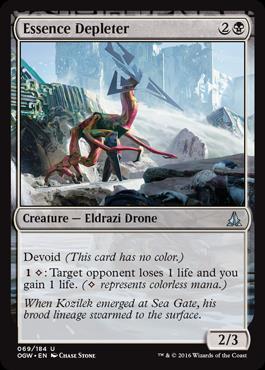 Essence Depleter 2
Creature — Eldrazi Drone
Devoid (This card has no color.)
1 ◇: Target opponent loses 1 life and you
gain 1 life. (◇ represents colorless mana.)
When Kozilek emerged at Sea Gate, his
brood lineage swarmed to the surface.
2/3
069/184 U
OGW • EN Chase Stone
™ & © 2016 Wizards of the Coast